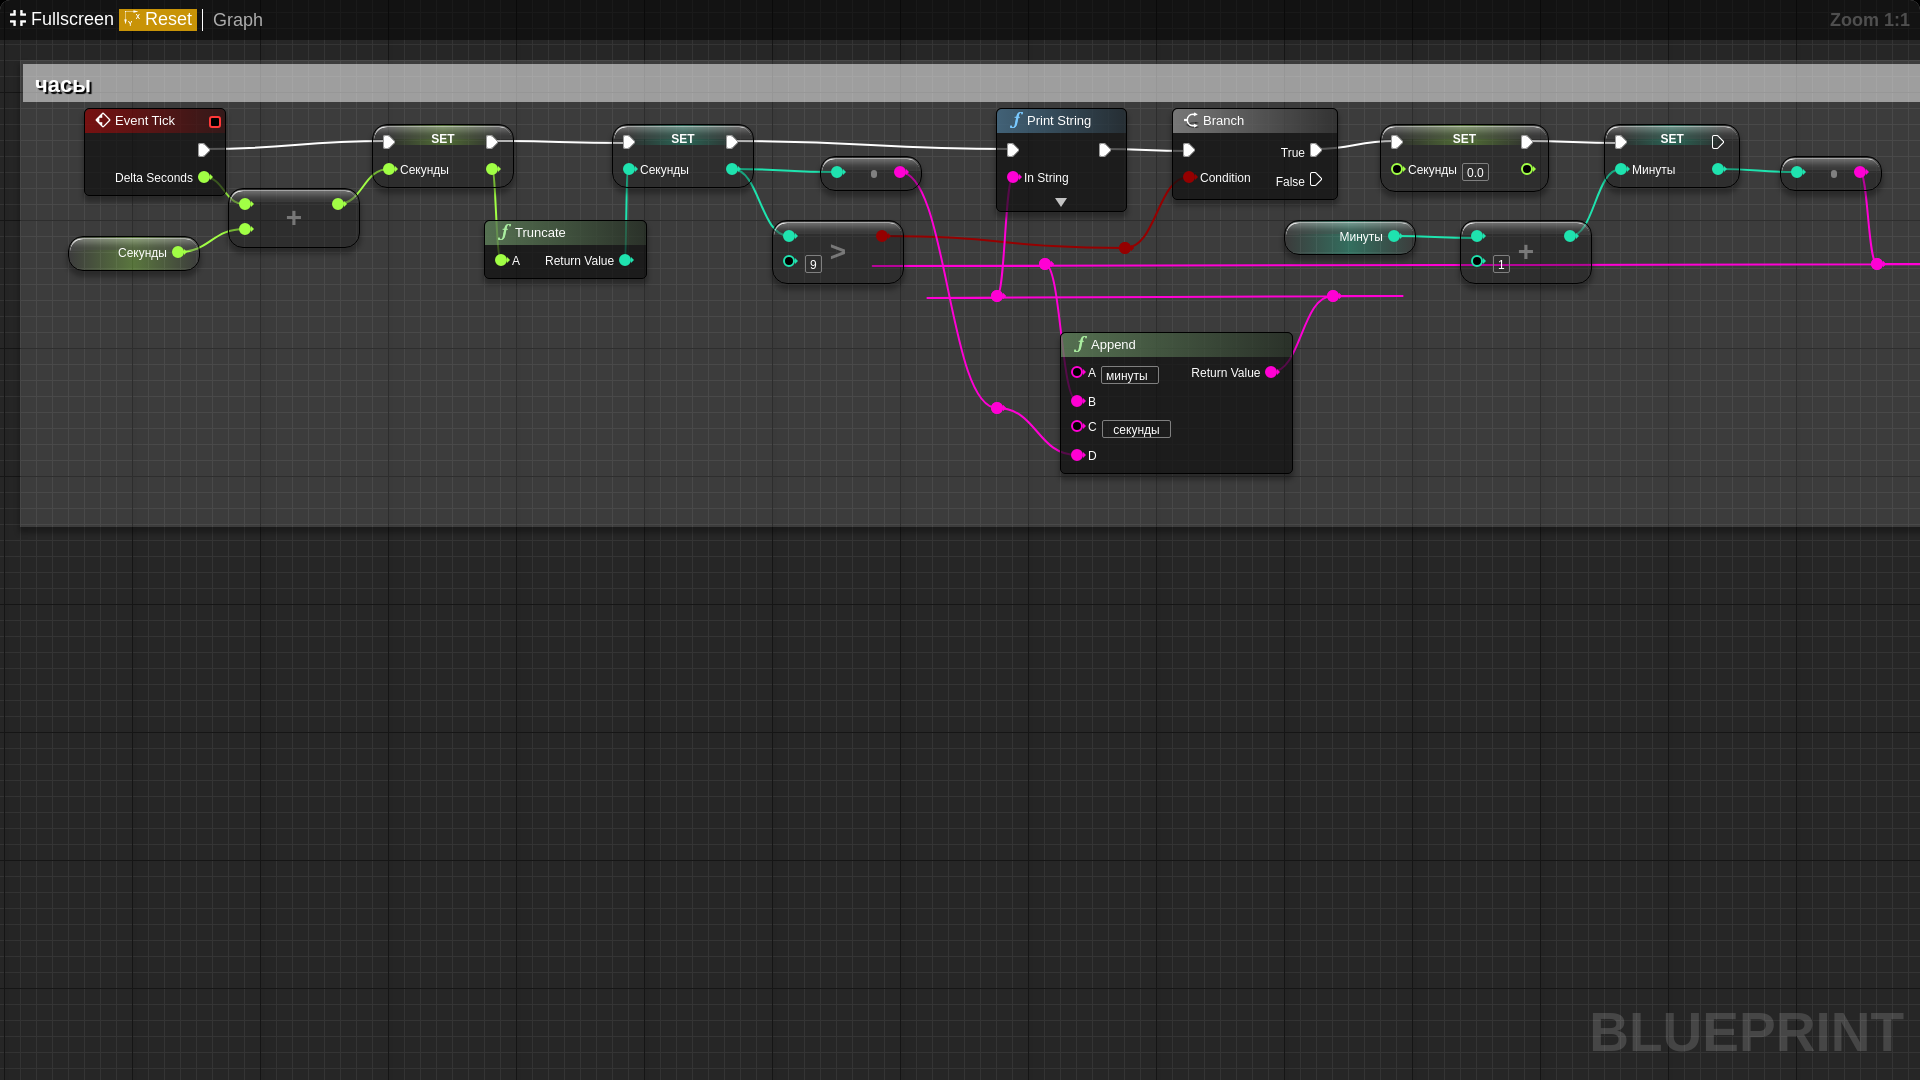 Fullscreen Reset Graph Zoom 1:1
часы
Event Tick
Delta Seconds
Секунды
+
SET
Секунды
Truncate
A Return Value
SET
Секунды
9 >
Print String
In String
Branch
True
Condition False
SET
Секунды 0.0
SET
Минуты
Минуты
1 +
Append
A минуты Return Value
B
C секунды
D
BLUEPRINT